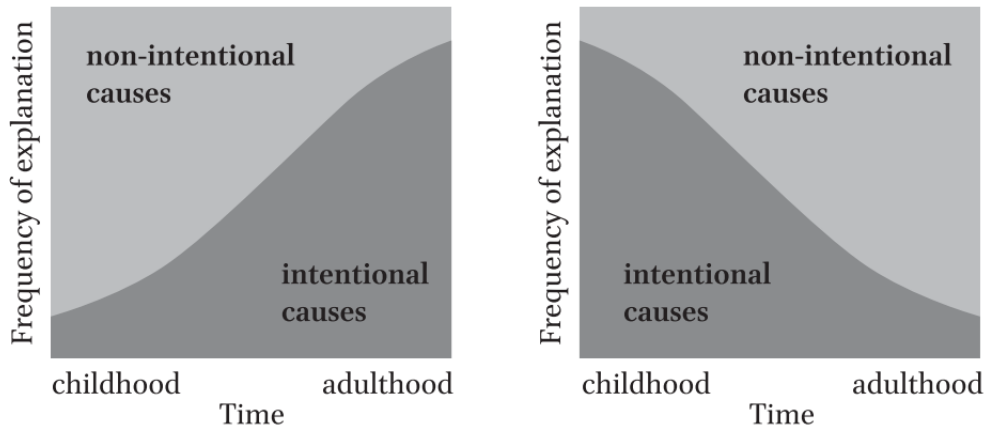 Frequency of explanation
non-intentional
causes
intentional
causes
childhood adulthood
Time
Frequency of explanation
non-intentional
causes
intentional
causes
childhood adulthood
Time